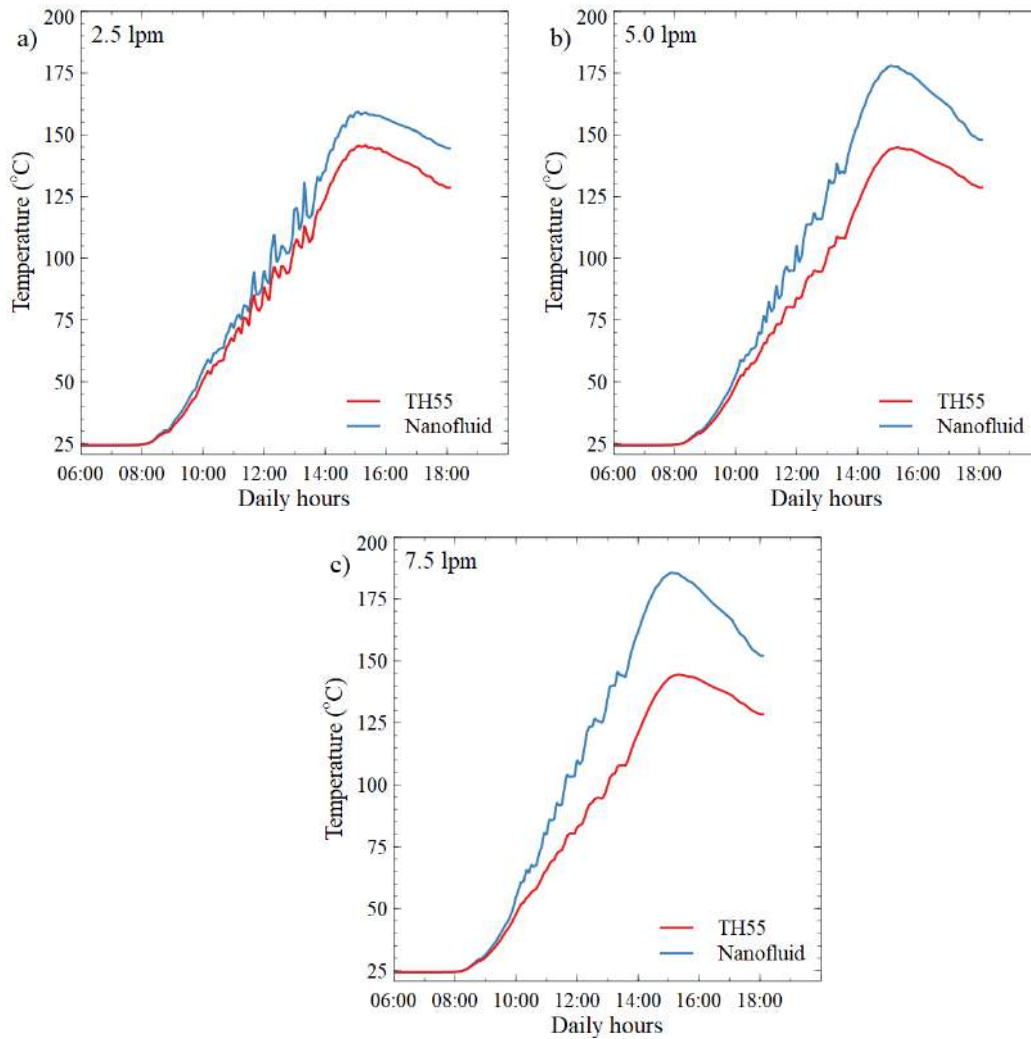 a) 2.5 lpm
200
175
150
125
100
75
50
25
Temperature (°C)
TH55
Nanofluid
06:00 08:00 10:00 12:00 14:00 16:00 18:00
Daily hours
b) 5.0 lpm
200
175
150
125
100
75
50
25
Temperature (°C)
TH55
Nanofluid
06:00 08:00 10:00 12:00 14:00 16:00 18:00
Daily hours
c) 7.5 lpm
200
175
150
125
100
75
50
25
Temperature (°C)
TH55
Nanofluid
06:00 08:00 10:00 12:00 14:00 16:00 18:00
Daily hours